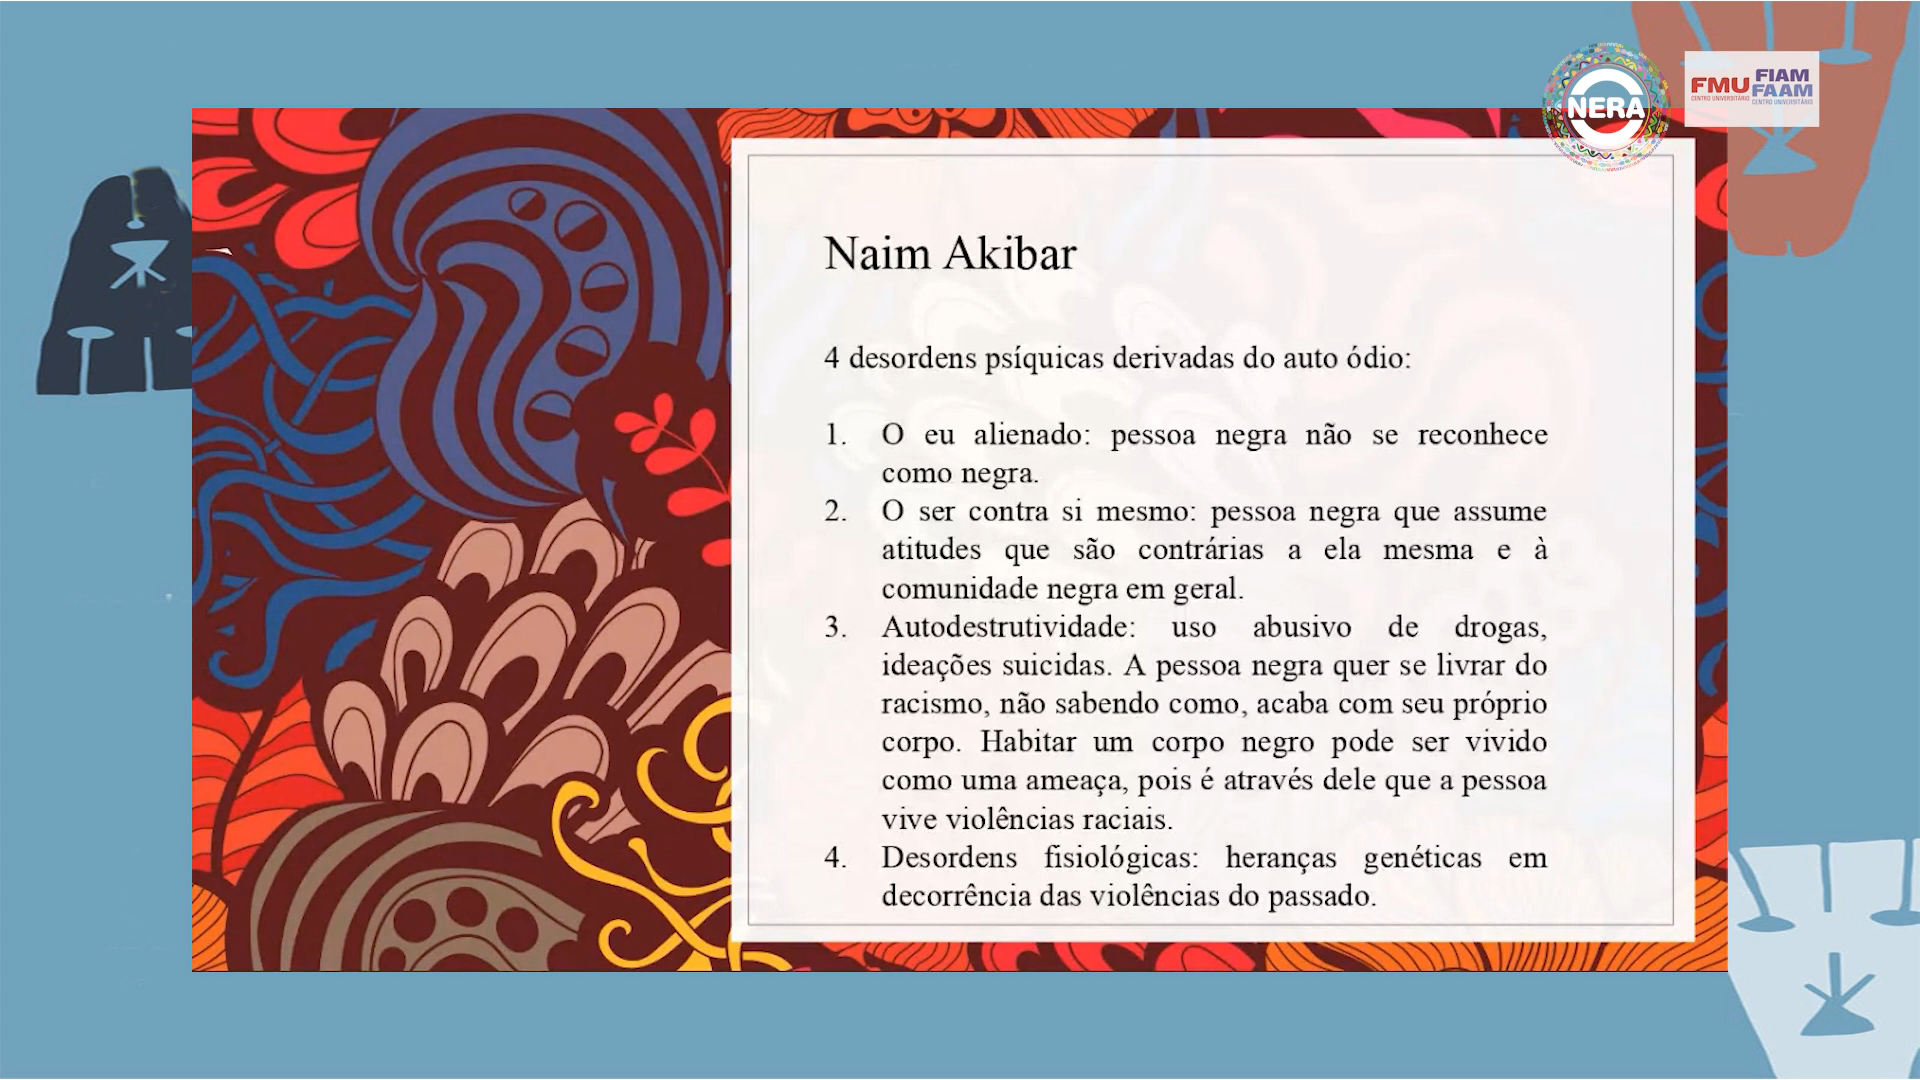 NERA
FMU FIAM
FAAM
CENTRO UNIVERSITÁRIO CENTRO UNIVERSITÁRIO
Naim Akibar
4 desordens psíquicas derivadas do auto ódio:
1. O eu alienado: pessoa negra não se reconhece
como negra.
2. O ser contra si mesmo: pessoa negra que assume
atitudes que são contrárias a ela mesma e à
comunidade negra em geral.
3. Autodestrutividade: uso abusivo de drogas,
ideações suicidas. A pessoa negra quer se livrar do
racismo, não sabendo como, acaba com seu próprio
corpo. Habitar um corpo negro pode ser vivido
como uma ameaça, pois é através dele que a pessoa
vive violências raciais.
4. Desordens fisiológicas: heranças genéticas em
decorrência das violências do passado.